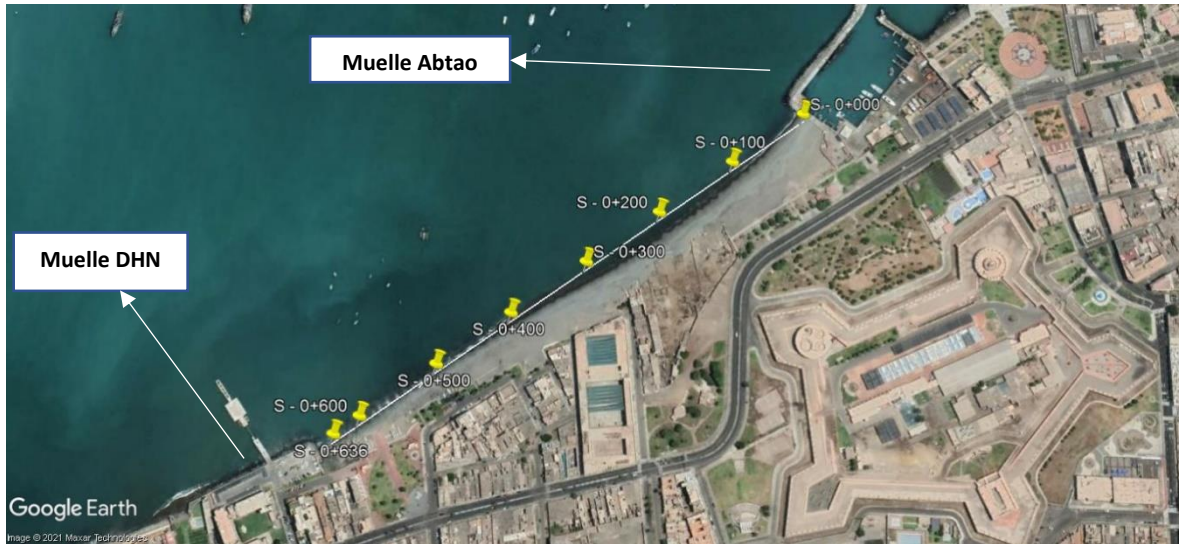 Muelle Abtao
S - 0+000
S - 0+100
S - 0+200
S - 0+300
Muelle DHN
S - 0+400
S - 0+500
S - 0+600
S - 0+636
Google Earth
Image © 2021 Maxar Technologies